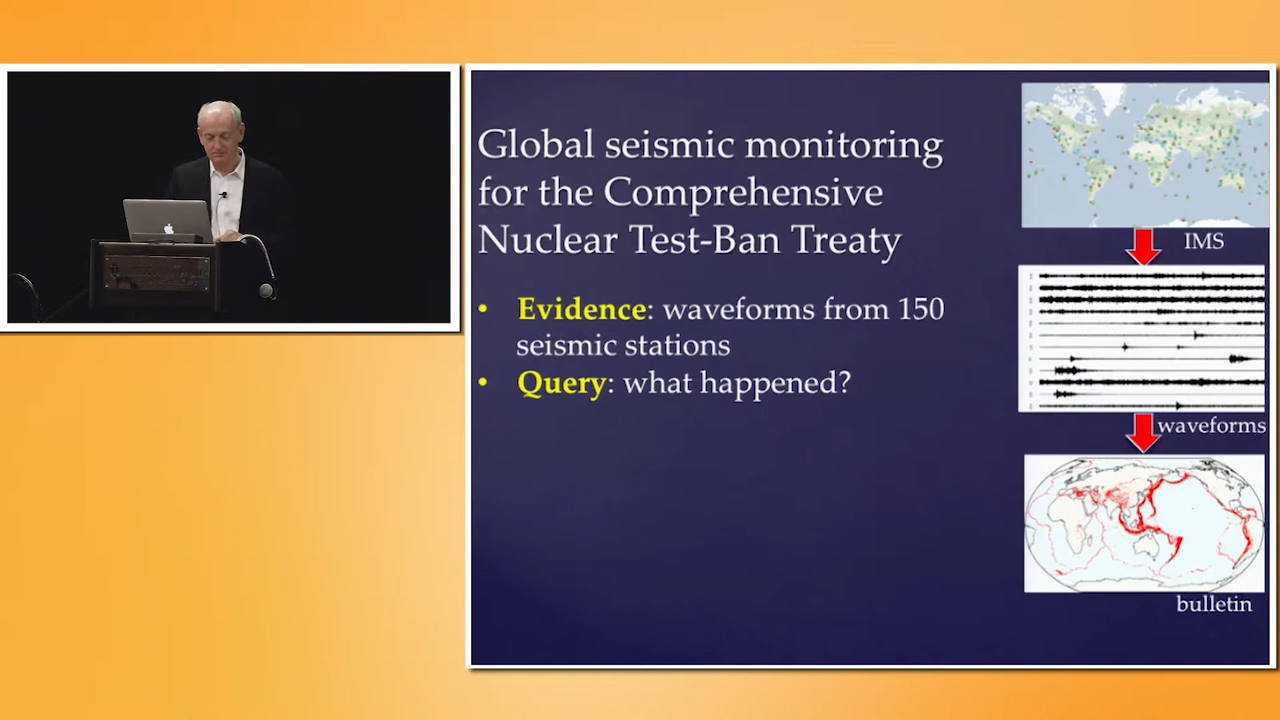 Global seismic monitoring
for the Comprehensive
Nuclear Test-Ban Treaty
• Evidence: waveforms from 150
seismic stations
• Query: what happened?
IMS
waveforms
bulletin